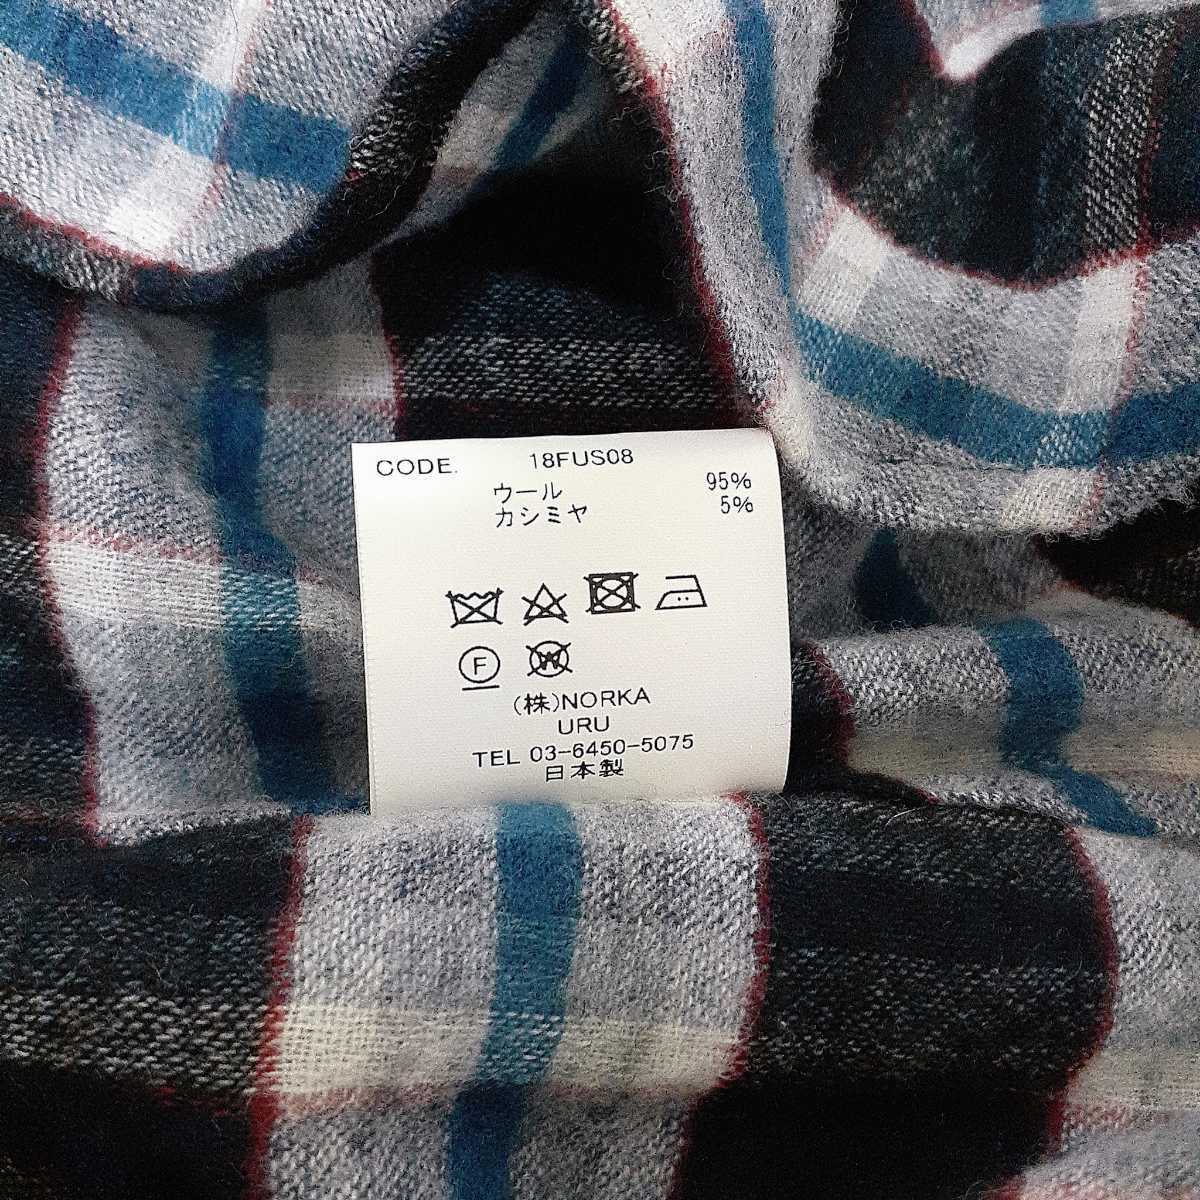 CODE. 18FUS08
ウール 95%
カシミヤ 5%
F
W
(株)NORKA
URU
TEL 03-6450-5075
日本製